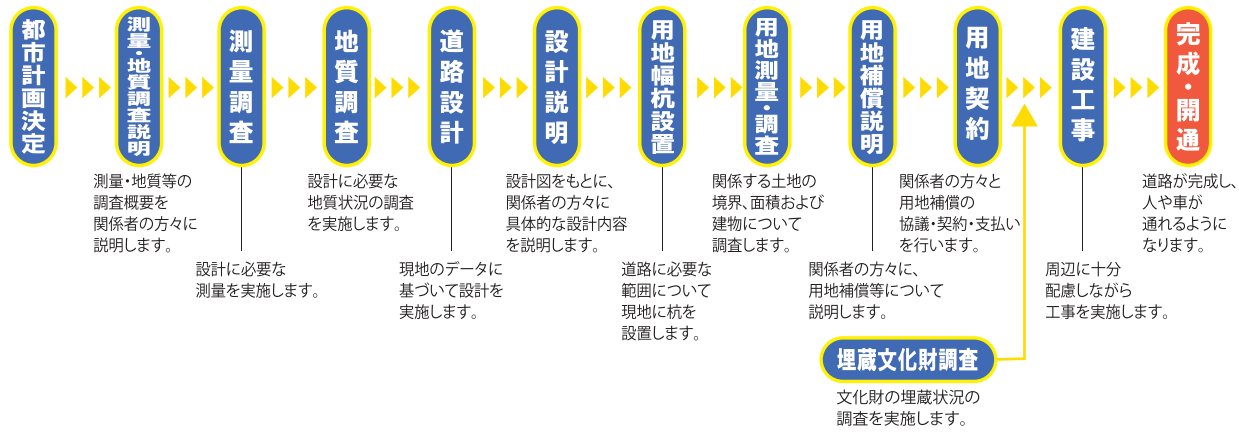 都市計画決定
測量・地質調査説明
測量・地質等の
調査概要を
関係者の方々に
説明します。
測量調査
設計に必要な
測量を実施します。
地質調査
設計に必要な
地質状況の調査
を実施します。
道路設計
現地のデータに
基づいて設計を
実施します。
設計説明
設計図をもとに、
関係者の方々に
具体的な設計内容
を説明します。
用地幅杭設置
道路に必要な
範囲について
現地に杭を
設置します。
用地測量・調査
関係する土地の
境界、面積および
建物について
調査します。
用地補償説明
関係者の方々に、
用地補償等について
説明します。
用地契約
関係者の方々と
用地補償の
協議・契約・支払い
を行います。
埋蔵文化財調査
文化財の埋蔵状況の
調査を実施します。
建設工事
周辺に十分
配慮しながら
工事を実施します。
完成・開通
道路が完成し、
人や車が
通れるように
なります。